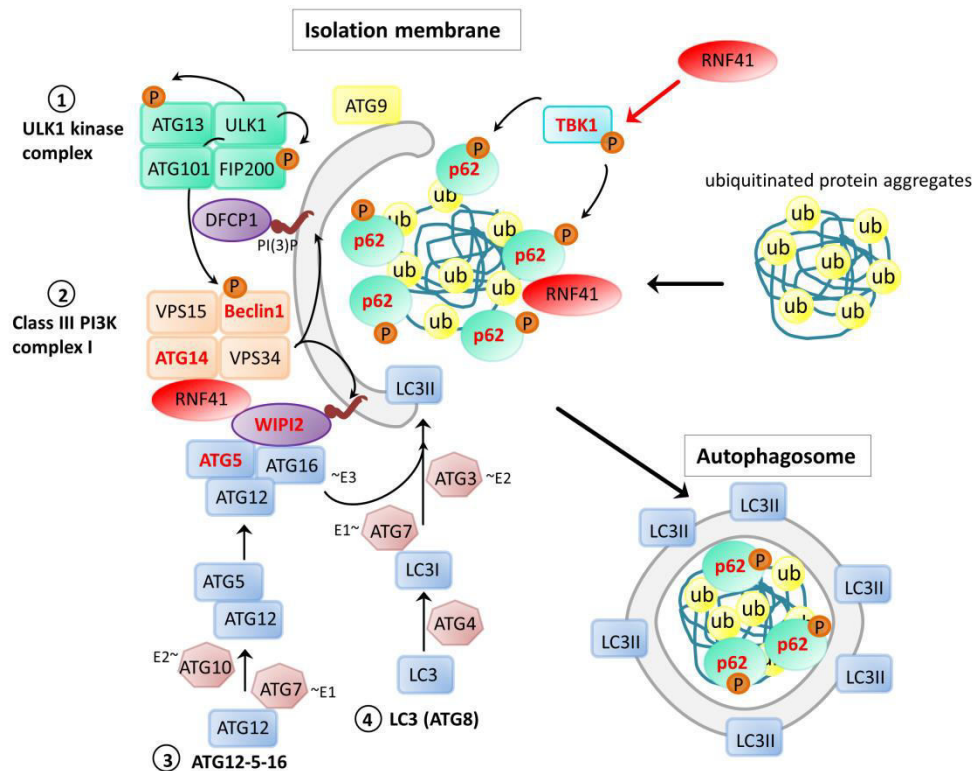 Isolation membrane
RNF41
1
ULK1 kinase
complex
P
ATG13
ULK1
ATG101
FIP200
P
ATG9
P
TBK1
P
p62
ub
ub
P
p62
ub
ub
ub
p62
P
ub
p62
P
ub
p62
P
RNF41
ubiquitinated protein aggregates
ub
ub
ub
ub
ub
ub
ub
ub
DFCP1
PI(3)P
2
Class III PI3K
complex I
P
VPS15
Beclin1
ATG14
VPS34
RNF41
WIPI2
ATG5
ATG16
ATG12
~E3
LC3II
ATG3
~E2
E1~
ATG7
LC3I
ATG4
LC3
4 LC3 (ATG8)
ATG5
ATG12
E2~
ATG10
ATG7
~E1
ATG12
3 ATG12-5-16
Autophagosome
LC3II
LC3II
LC3II
LC3II
LC3II
LC3II
p62
P
ub
ub
ub
ub
p62
P
p62
P
ub